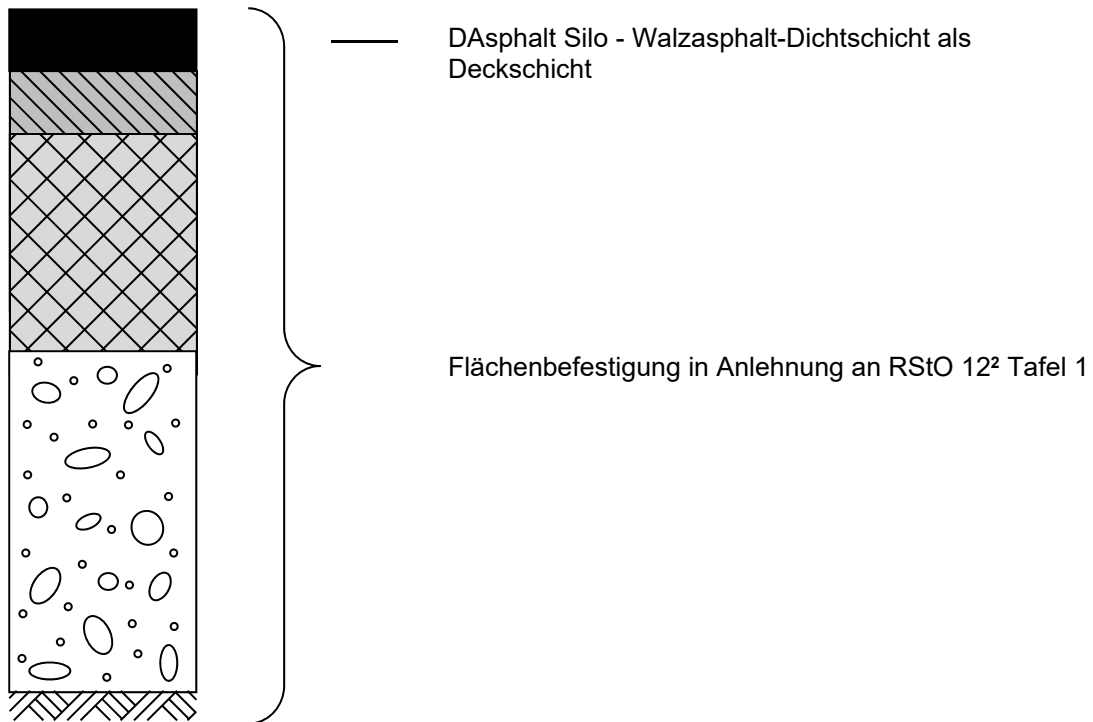 DAsphalt Silo - Walzasphalt-Dichtschicht als
Deckschicht
Flächenbefestigung in Anlehnung an RStO 12² Tafel 1